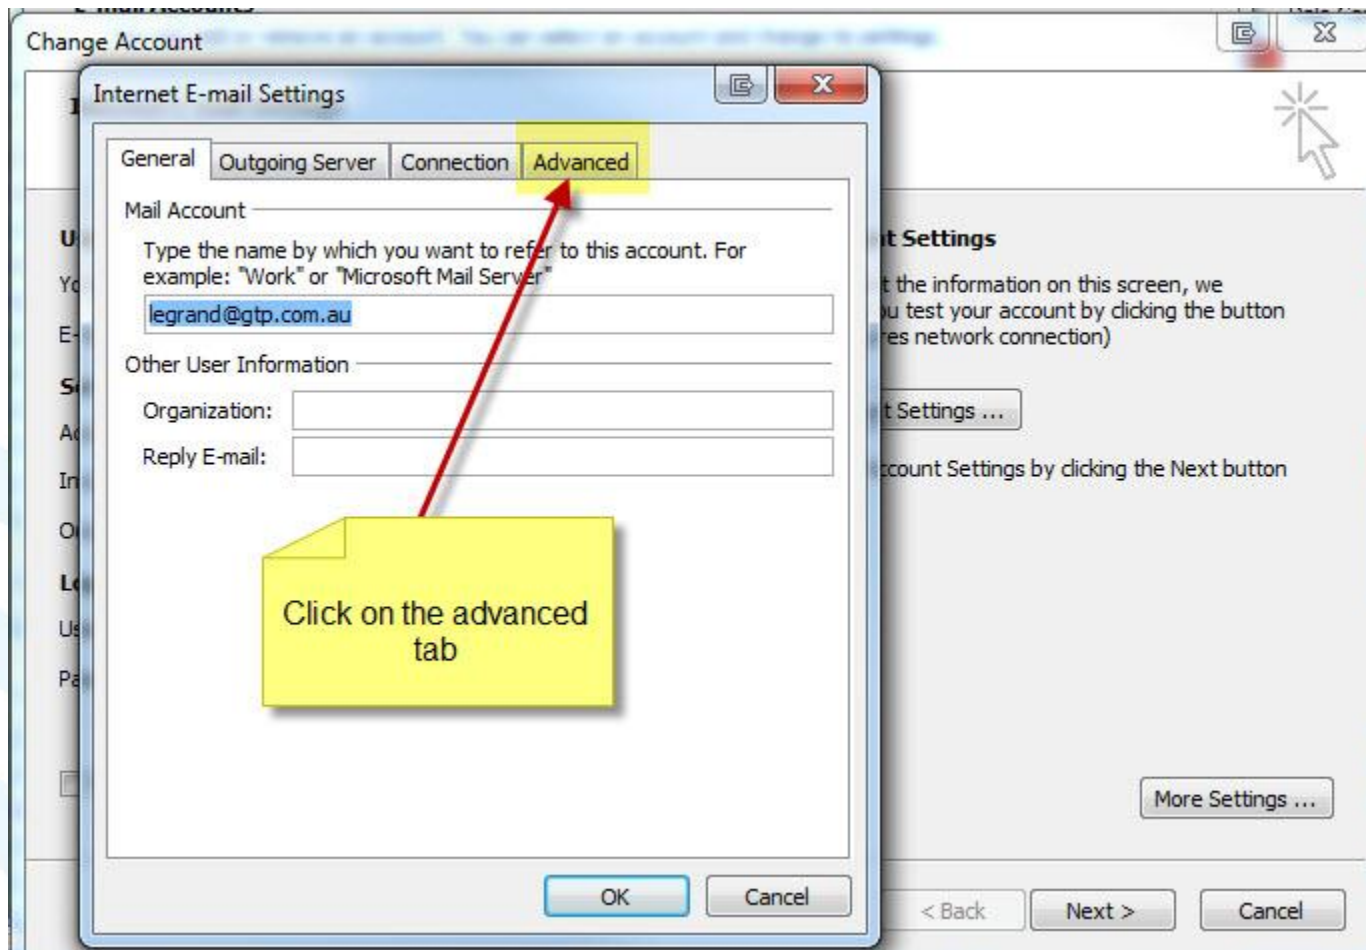 E-mail Accounts
Change Account
Internet E-mail Settings
General
Outgoing Server
Connection
Advanced
Mail Account
Type the name by which you want to refer to this account. For
example: "Work" or "Microsoft Mail Server"
legrand@gtp.com.au
Other User Information
Organization:
Reply E-mail:
Click on the advanced
tab
OK
Cancel
t Settings
t the information on this screen, we
u test your account by clicking the button
res network connection)
t Settings ...
ccount Settings by clicking the Next button
More Settings ...
< Back
Next >
Cancel